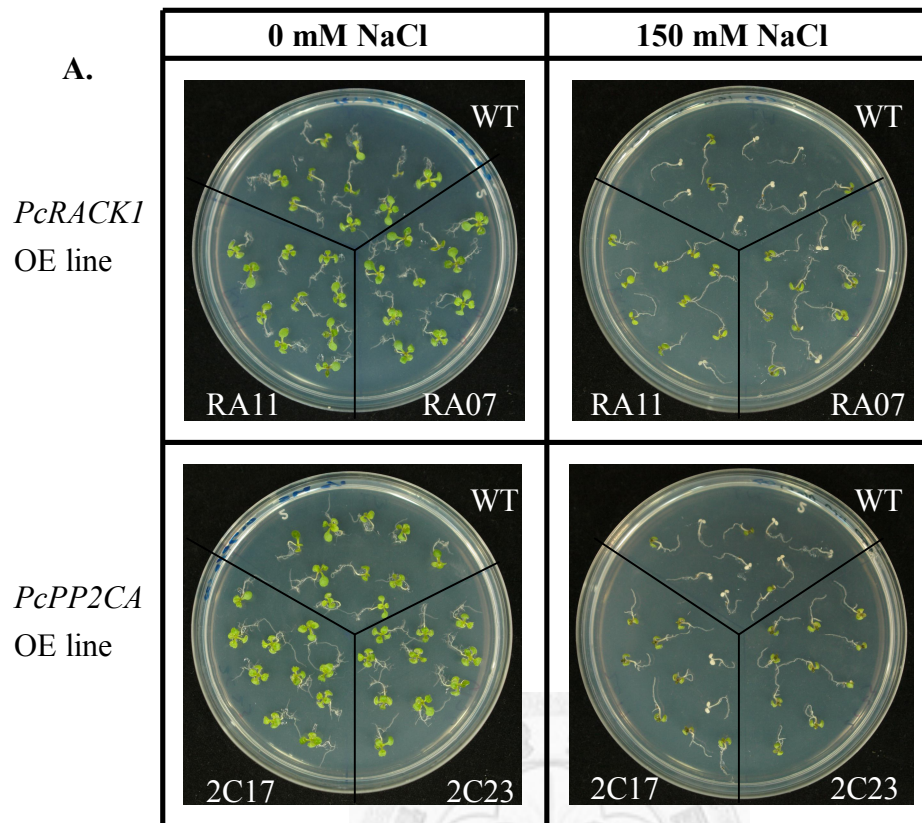 0 mM NaCl
150 mM NaCl
A.
PcRACK1
OE line
WT
S
RA11
RA07
WT
RA11
RA07
PcPP2CA
OE line
WT
S
2C17
2C23
WT
S
2C17
2C23